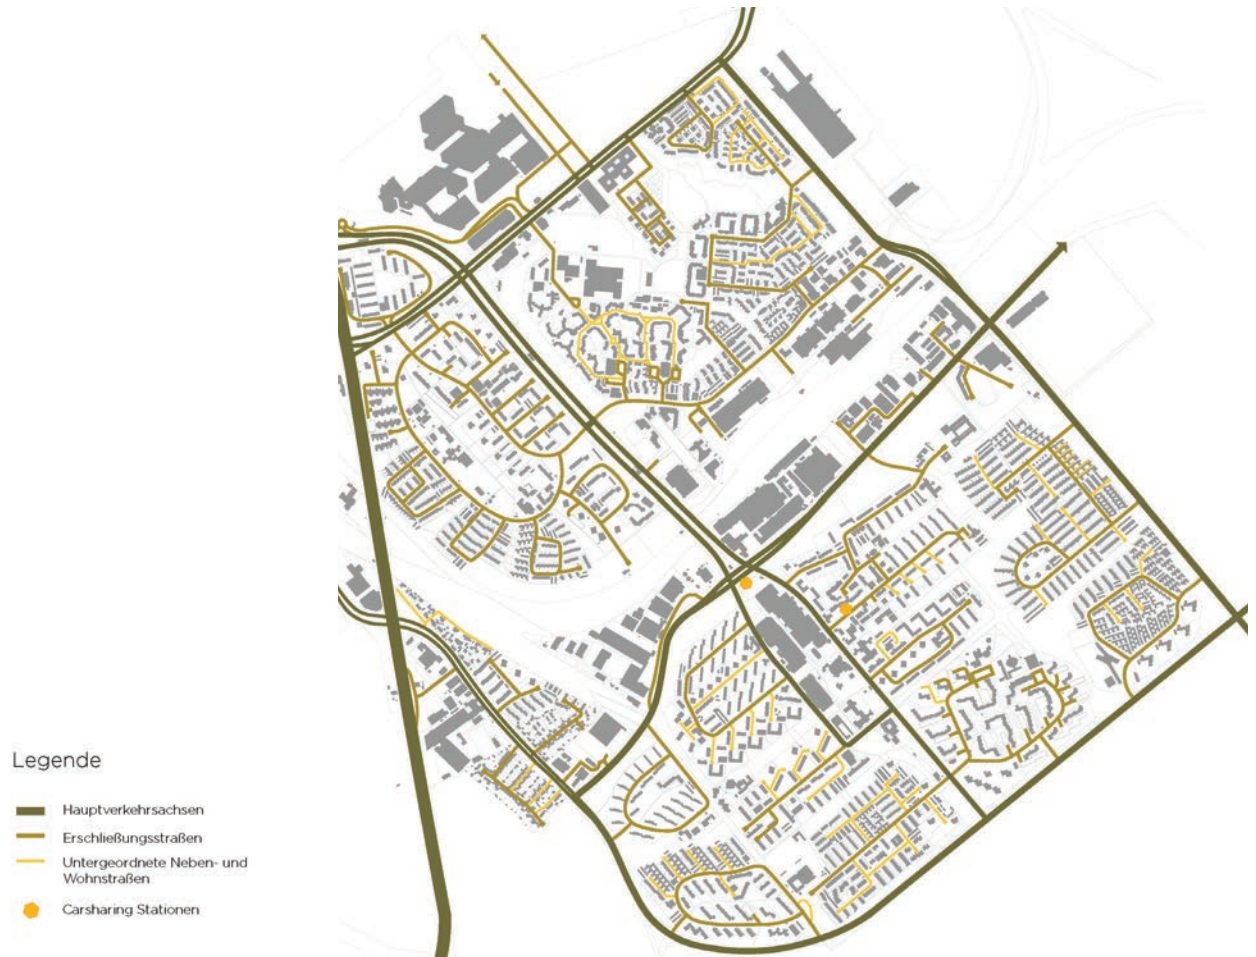 Legende
Hauptverkehrsachsen
Erschließungsstraßen
Untergeordnete Neben- und
Wohnstraßen
Carsharing Stationen